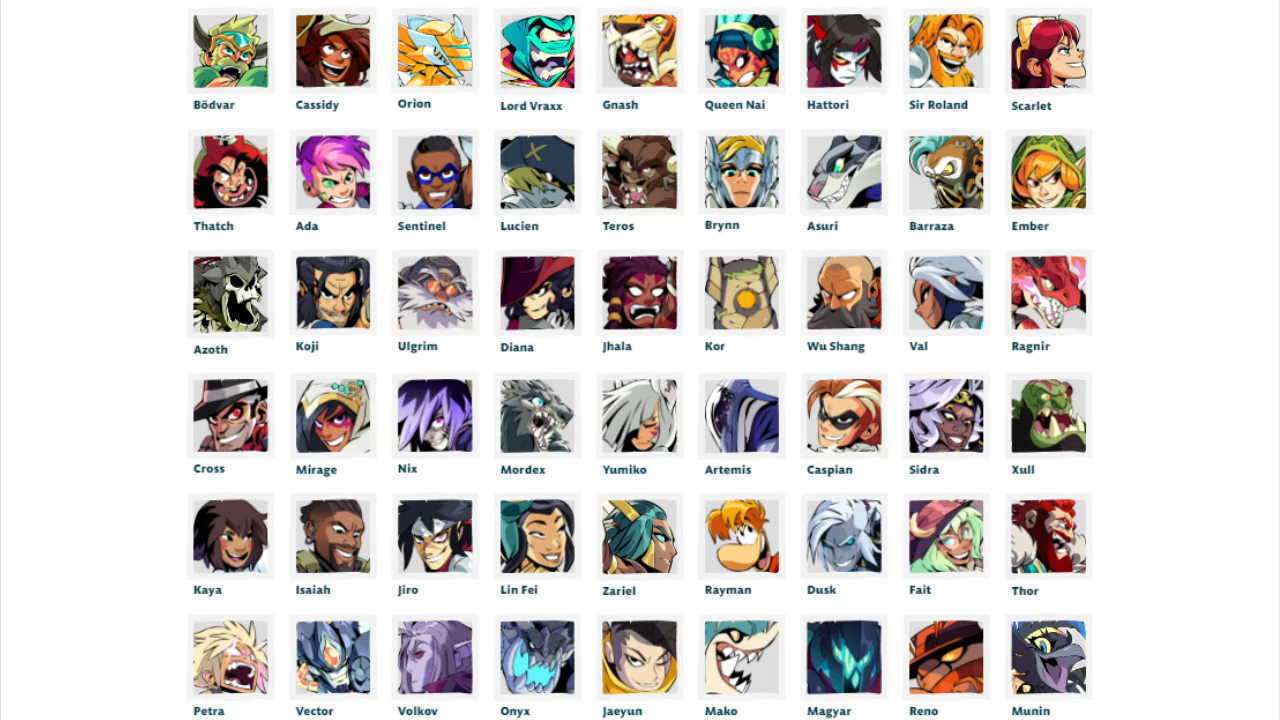 Bödvar
Cassidy
Orion
Lord Vraxx
Gnash
Queen Nai
Hattori
Sir Roland
Scarlet
Thatch
Ada
Sentinel
Lucien
Teros
Brynn
Asuri
Barraza
Ember
Azoth
Koji
Ulgrim
Diana
Jhala
Kor
Wu Shang
Val
Ragnir
Cross
Mirage
Nix
Mordex
Yumiko
Artemis
Caspian
Sidra
Xull
Kaya
Isaiah
Jiro
Lin Fei
Zariel
Rayman
Dusk
Fait
Thor
Petra
Vector
Volkov
Onyx
Jaeyun
Mako
Magyar
Reno
Munin